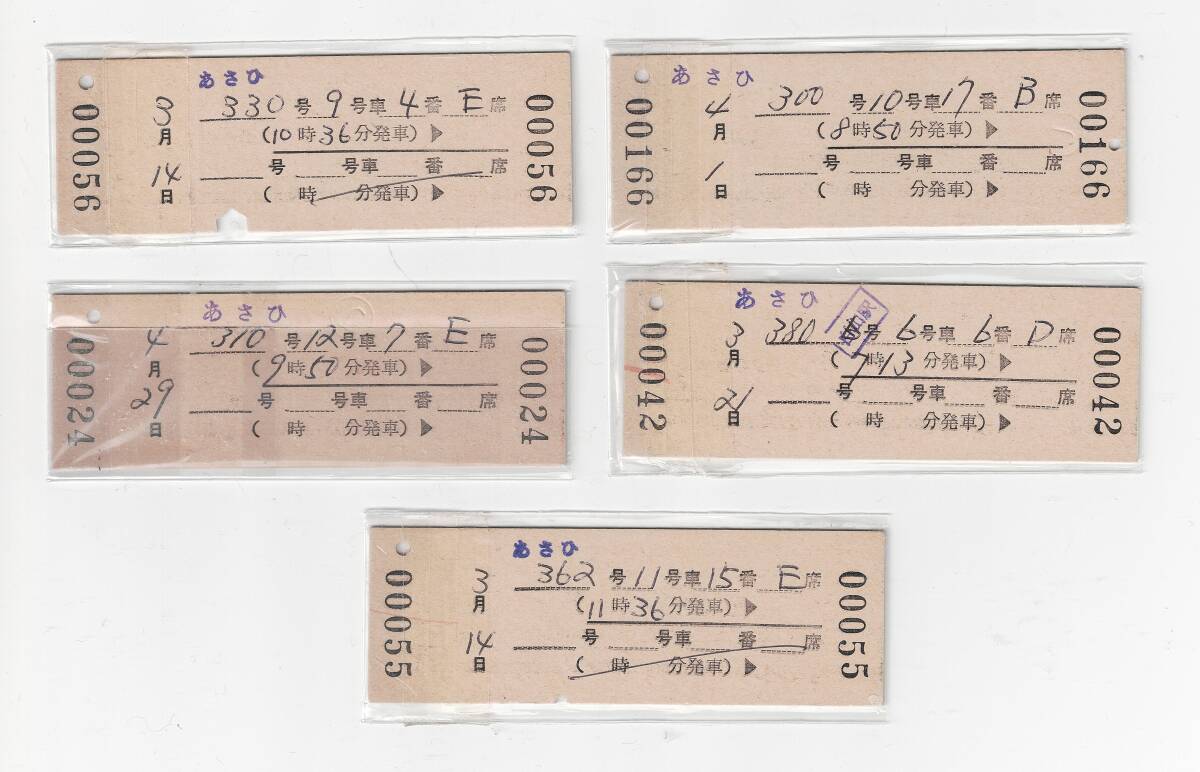 あさひ
00056
3月14日
330号9号車4番E席
(10時36分発車)▶
号 号車 番 席
( 時 分発車)▶
00056
あさひ
00166
4月1日
300号10号車17番B席
(8時50分発車)▶
号 号車 番 席
( 時 分発車)▶
00166
あさひ
00024
4月29日
310号12号車7番E席
(9時50分発車)▶
号 号車 番 席
( 時 分発車)▶
00024
あさひ
00042
3月21日
380号6号車6番D席
(7時13分発車)▶
号 号車 番 席
( 時 分発車)▶
00042
あさひ
00055
3月14日
362号11号車15番E席
(11時36分発車)▶
号 号車 番 席
( 時 分発車)▶
00055